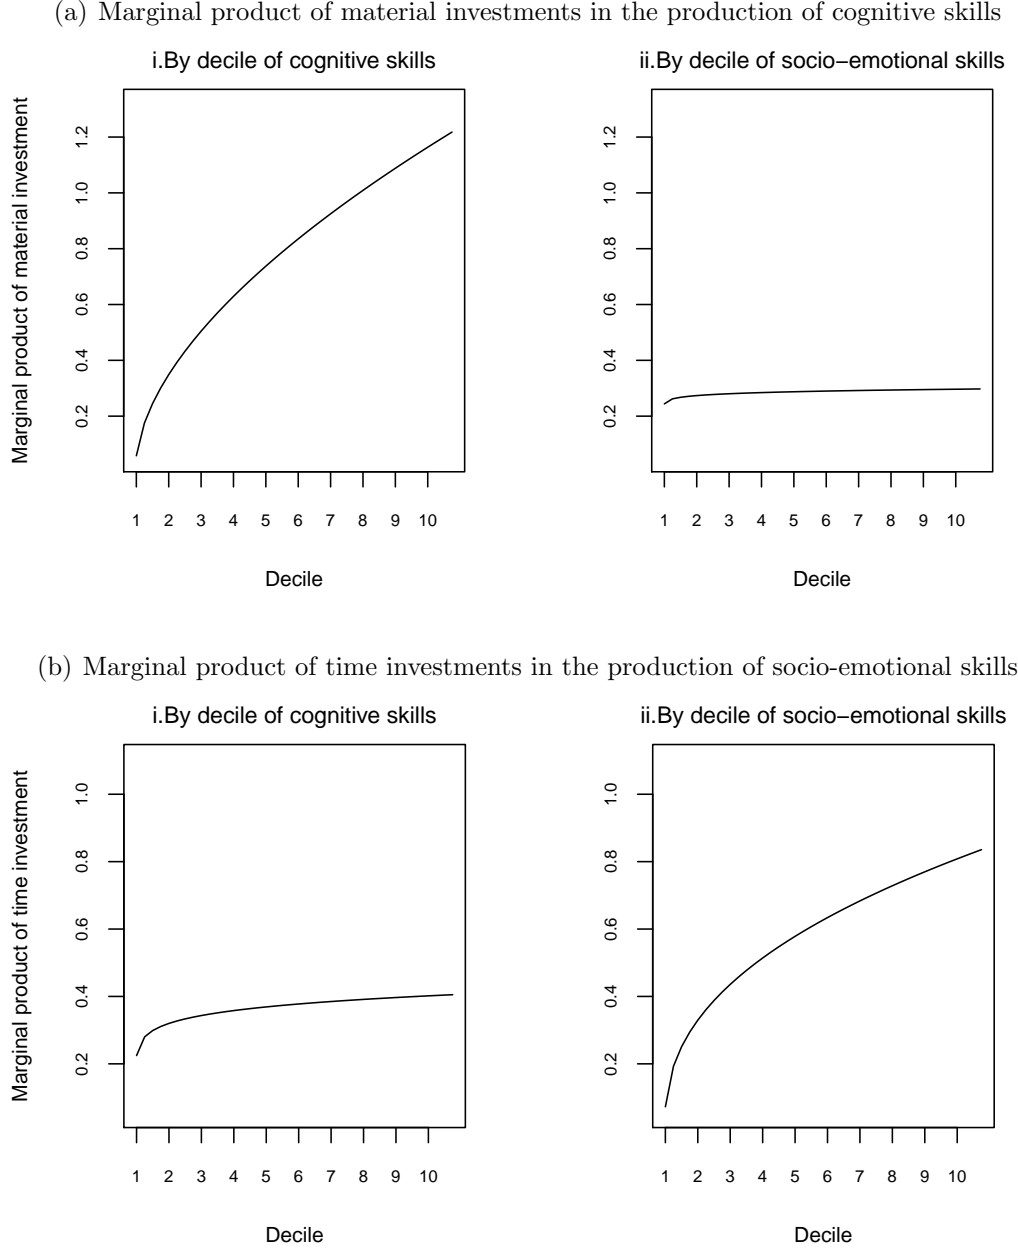 (a) Marginal product of material investments in the production of cognitive skills
i.By decile of cognitive skills
Marginal product of material investment
0.2 0.4 0.6 0.8 1.0 1.2
1 2 3 4 5 6 7 8 9 10
Decile
ii.By decile of socio−emotional skills
0.2 0.4 0.6 0.8 1.0 1.2
1 2 3 4 5 6 7 8 9 10
Decile
(b) Marginal product of time investments in the production of socio-emotional skills
i.By decile of cognitive skills
Marginal product of time investment
0.2 0.4 0.6 0.8 1.0
1 2 3 4 5 6 7 8 9 10
Decile
ii.By decile of socio−emotional skills
0.2 0.4 0.6 0.8 1.0
1 2 3 4 5 6 7 8 9 10
Decile